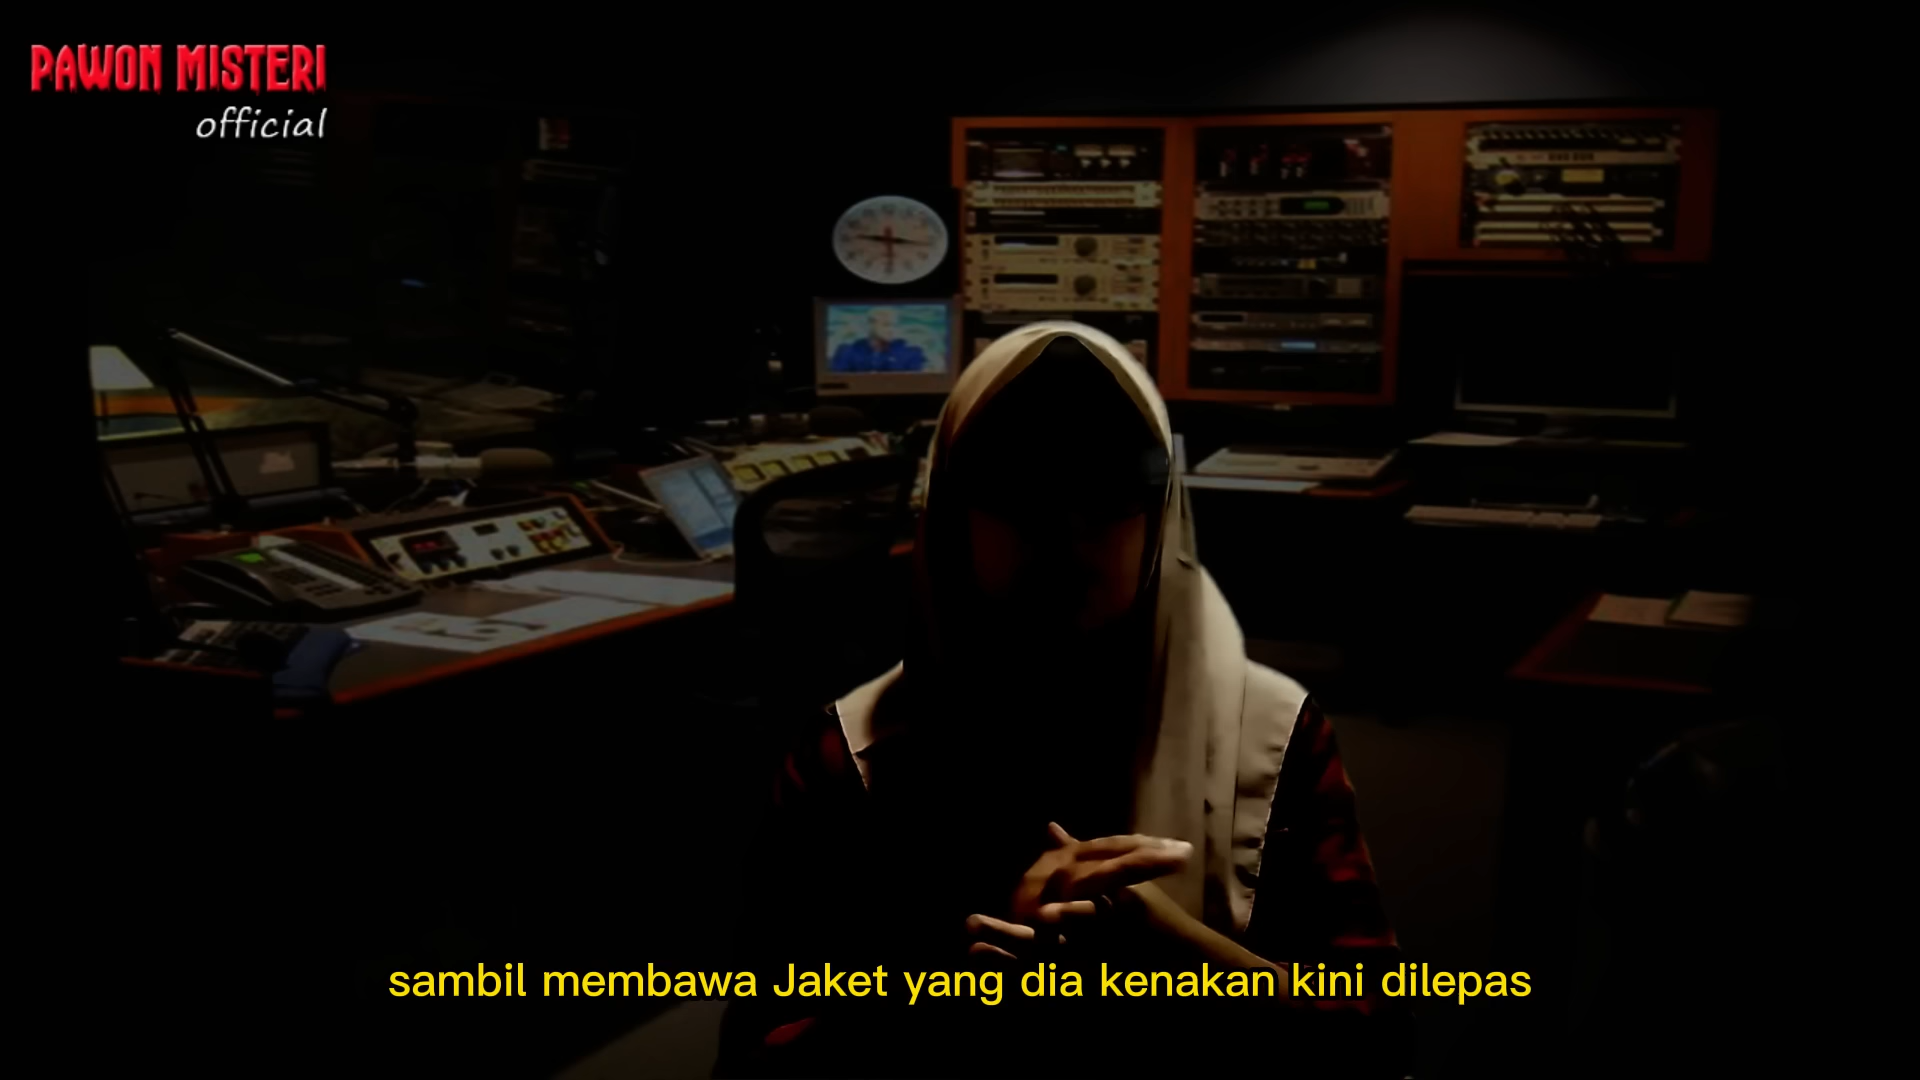 PAWON MISTERI
official
sambil membawa Jaket yang dia kenakan kini dilepas